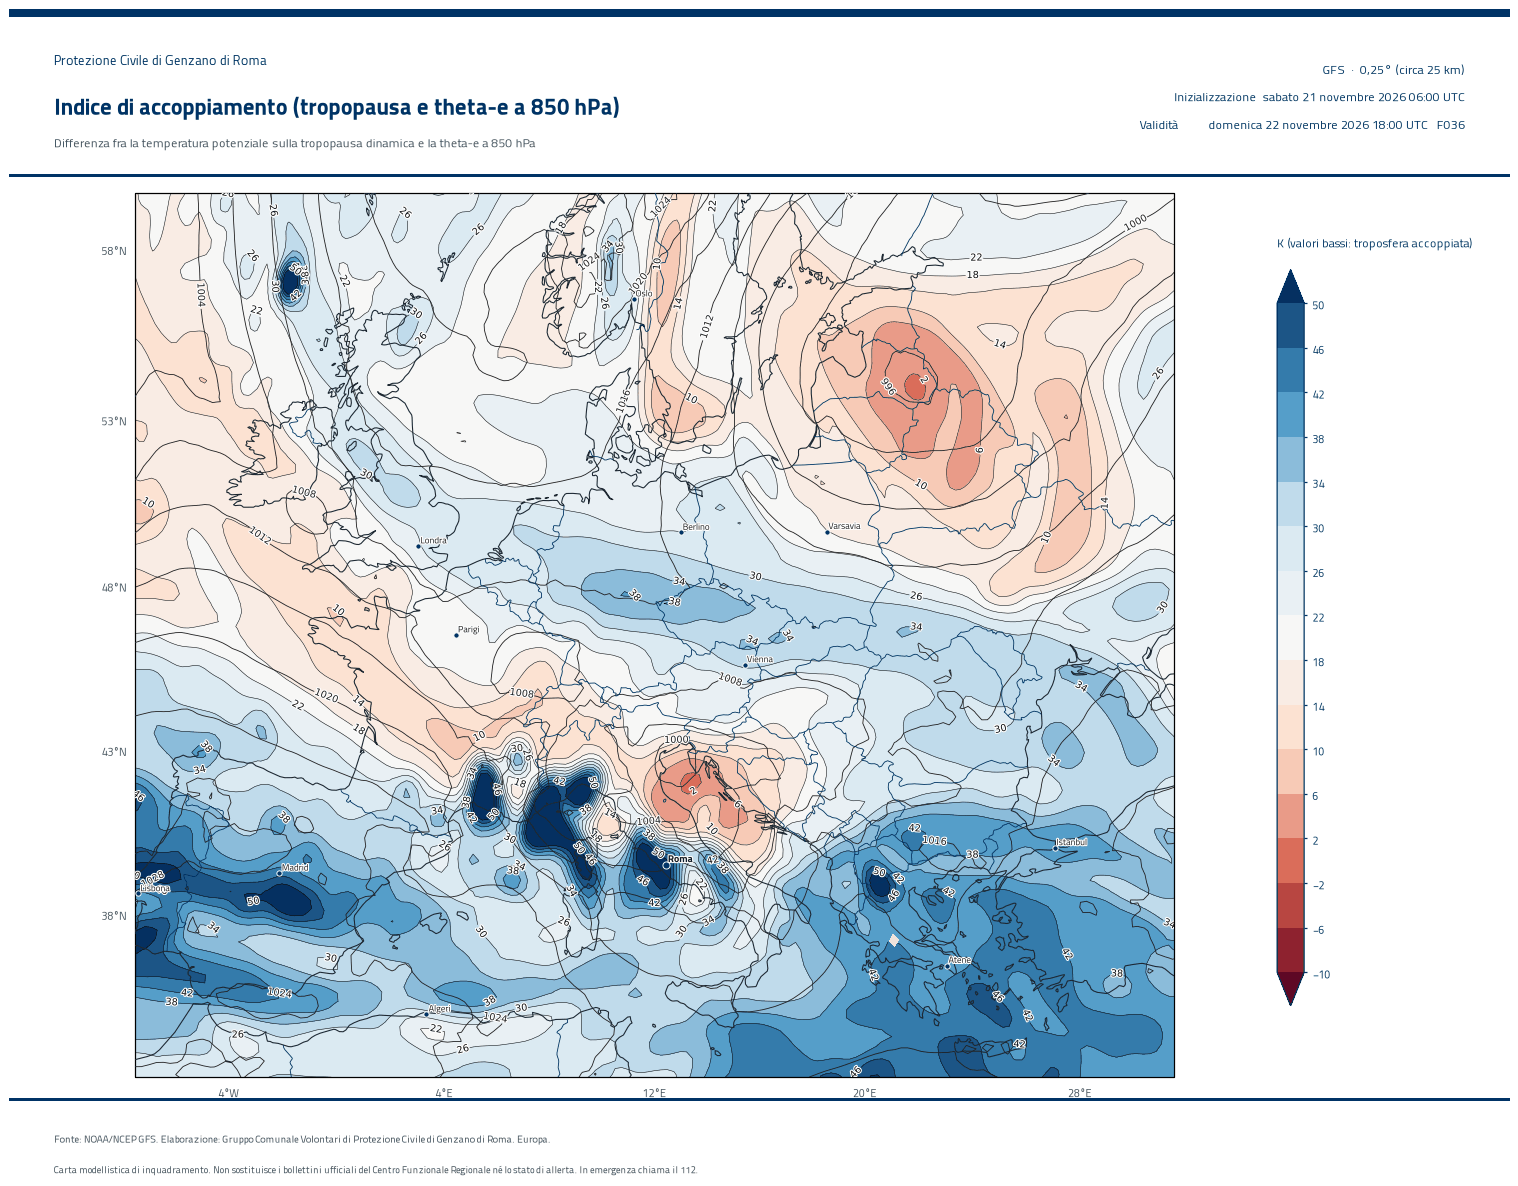 Protezione Civile di Genzano di Roma
Indice di accoppiamento (tropopausa e theta-e a 850 hPa)
Differenza fra la temperatura potenziale sulla tropopausa dinamica e la theta-e a 850 hPa
GFS · 0,25° (circa 25 km)
Inizializzazione sabato 21 novembre 2026 06:00 UTC
Validità domenica 22 novembre 2026 18:00 UTC F036
K (valori bassi: troposfera accoppiata)
50
46
42
38
34
30
26
22
18
14
10
6
2
−2
−6
−10
58°N
53°N
48°N
43°N
38°N
4°W
4°E
12°E
20°E
28°E
Oslo
Berlino
Varsavia
Londra
Parigi
Vienna
Roma
Madrid
Lisbona
Istanbul
Atene
Algeri
Fonte: NOAA/NCEP GFS. Elaborazione: Gruppo Comunale Volontari di Protezione Civile di Genzano di Roma. Europa.
Carta modellistica di inquadramento. Non sostituisce i bollettini ufficiali del Centro Funzionale Regionale né lo stato di allerta. In emergenza chiama il 112.